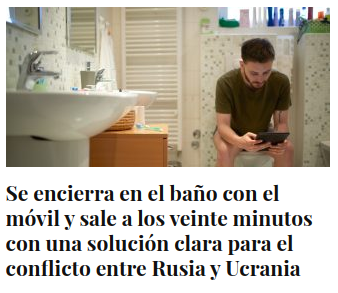 Se encierra en el baño con el
móvil y sale a los veinte minutos
con una solución clara para el
conflicto entre Rusia y Ucrania